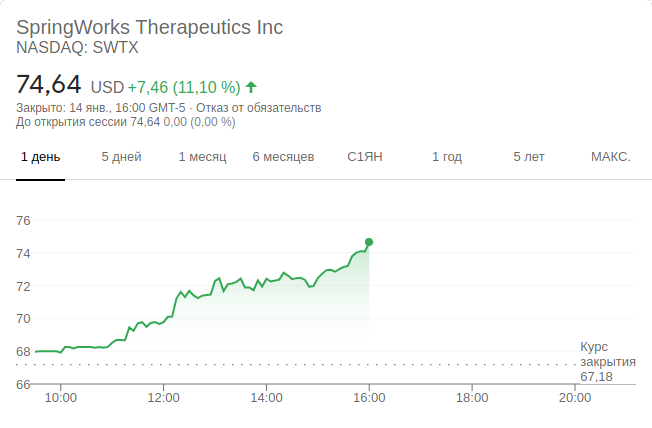 SpringWorks Therapeutics Inc
NASDAQ: SWTX
74,64 USD +7,46 (11,10 %)
Закрыто: 14 янв., 16:00 GMT-5 · Отказ от обязательств
До открытия сессии 74,64 0,00 (0,00 %)
1 день 5 дней 1 месяц 6 месяцев С1ЯН 1 год 5 лет МАКС.
76
74
72
70
68
Курс
закрытия
67,18
66
10:00 12:00 14:00 16:00 18:00 20:00